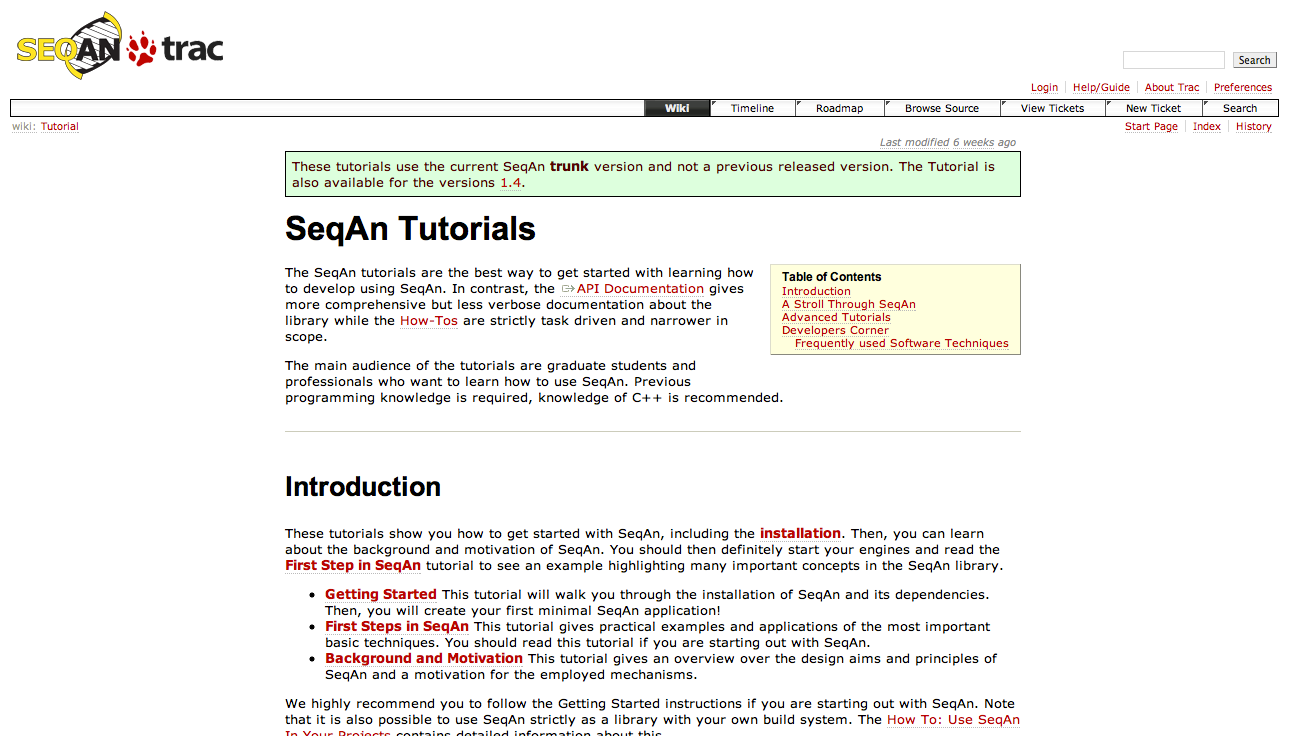 SEQAN trac
Search
Login Help/Guide About Trac Preferences
Wiki Timeline Roadmap Browse Source View Tickets New Ticket Search
wiki: Tutorial Start Page Index History
Last modified 6 weeks ago
These tutorials use the current SeqAn trunk version and not a previous released version. The Tutorial is
also available for the versions 1.4.
SeqAn Tutorials
The SeqAn tutorials are the best way to get started with learning how
to develop using SeqAn. In contrast, the API Documentation gives
more comprehensive but less verbose documentation about the
library while the How-Tos are strictly task driven and narrower in
scope.
Table of Contents
Introduction
A Stroll Through SeqAn
Advanced Tutorials
Developers Corner
Frequently used Software Techniques
The main audience of the tutorials are graduate students and
professionals who want to learn how to use SeqAn. Previous
programming knowledge is required, knowledge of C++ is recommended.
Introduction
These tutorials show you how to get started with SeqAn, including the installation. Then, you can learn
about the background and motivation of SeqAn. You should then definitely start your engines and read the
First Step in SeqAn tutorial to see an example highlighting many important concepts in the SeqAn library.
• Getting Started This tutorial will walk you through the installation of SeqAn and its dependencies.
Then, you will create your first minimal SeqAn application!
• First Steps in SeqAn This tutorial gives practical examples and applications of the most important
basic techniques. You should read this tutorial if you are starting out with SeqAn.
• Background and Motivation This tutorial gives an overview over the design aims and principles of
SeqAn and a motivation for the employed mechanisms.
We highly recommend you to follow the Getting Started instructions if you are starting out with SeqAn. Note
that it is also possible to use SeqAn strictly as a library with your own build system. The How To: Use SeqAn
In Your Projects contains detailed information about this.